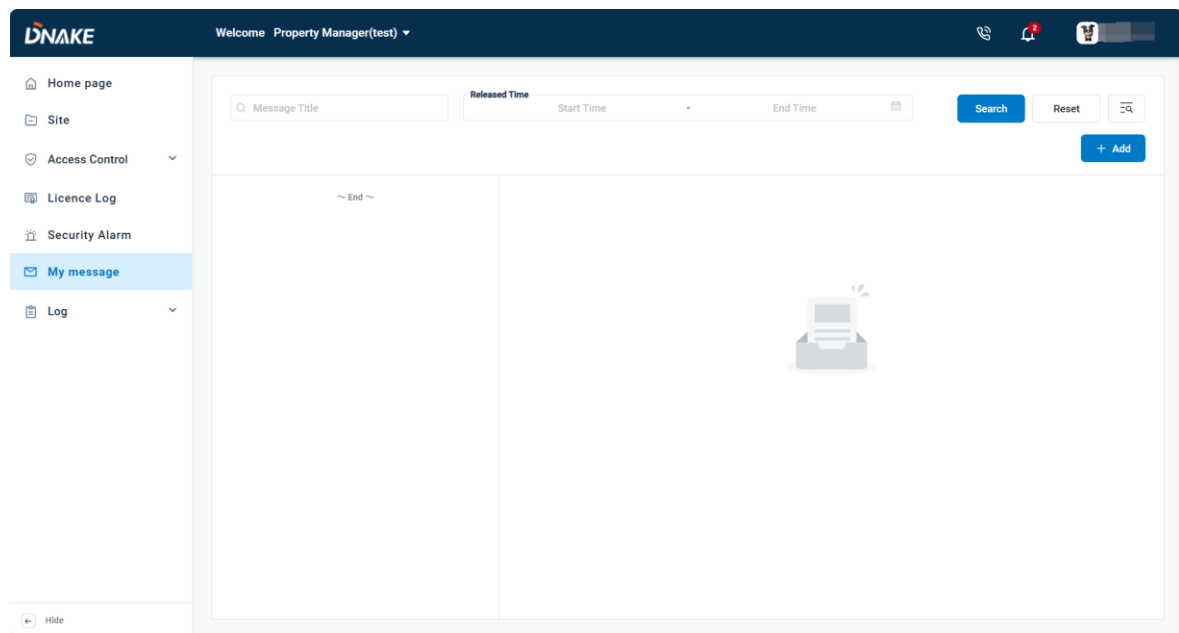 DNAKE
Welcome Property Manager(test)
2
Home page
Site
Access Control
Licence Log
Security Alarm
My message
Log
Hide
Message Title
Released Time
Start Time - End Time
Search
Reset
+ Add
~ End ~